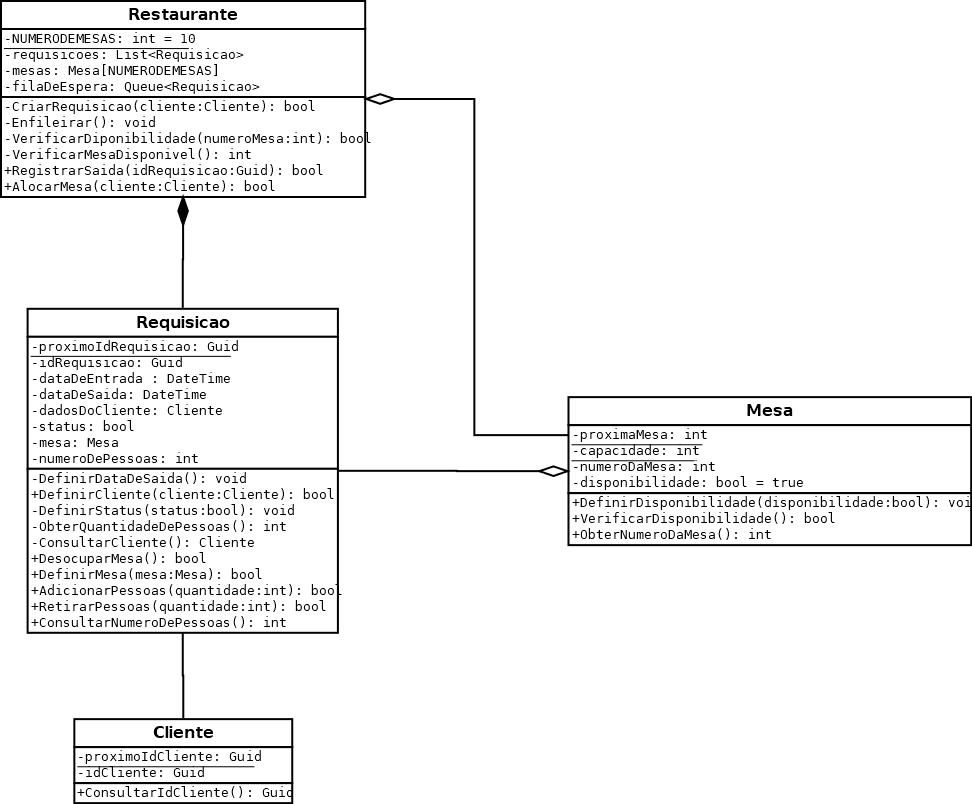 Restaurante
-NUMERODEMESAS: int = 10
-requisicoes: List<Requisicao>
-mesas: Mesa[NUMERODEMESAS]
-filaDeEspera: Queue<Requisicao>
-CriarRequisicao(cliente:Cliente): bool
-Enfileirar(): void
-VerificarDiponibilidade(numeroMesa:int): bool
-VerificarMesaDisponivel(): int
+RegistrarSaida(idRequisicao:Guid): bool
+AlocarMesa(cliente:Cliente): bool
Requisicao
-proximoIdRequisicao: Guid
-idRequisicao: Guid
-dataDeEntrada : DateTime
-dataDeSaida: DateTime
-dadosDoCliente: Cliente
-status: bool
-mesa: Mesa
-numeroDePessoas: int
-DefinirDataDeSaida(): void
+DefinirCliente(cliente:Cliente): bool
-DefinirStatus(status:bool): void
-ObterQuantidadeDePessoas(): int
-ConsultarCliente(): Cliente
+DesocuparMesa(): bool
+DefinirMesa(mesa:Mesa): bool
+AdicionarPessoas(quantidade:int): bool
+RetirarPessoas(quantidade:int): bool
+ConsultarNumeroDePessoas(): int
Mesa
-proximaMesa: int
-capacidade: int
-numeroDaMesa: int
-disponibilidade: bool = true
+DefinirDisponibilidade(disponibilidade:bool): voi
+VerificarDisponibilidade(): bool
+ObterNumeroDaMesa(): int
Cliente
-proximoIdCliente: Guid
-idCliente: Guid
+ConsultarIdCliente(): Guid